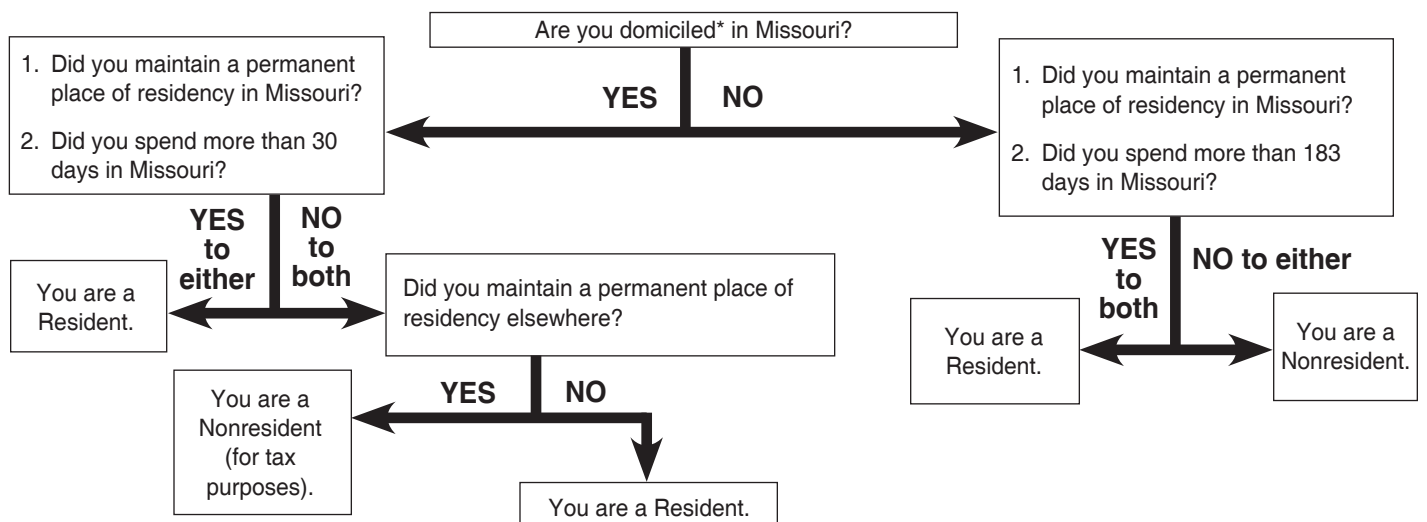 Are you domiciled* in Missouri?
YES
NO
1. Did you maintain a permanent
place of residency in Missouri?
2. Did you spend more than 30
days in Missouri?
1. Did you maintain a permanent
place of residency in Missouri?
2. Did you spend more than 183
days in Missouri?
YES
to
either
NO
to
both
You are a
Resident.
Did you maintain a permanent place of
residency elsewhere?
YES
NO
You are a
Nonresident
(for tax
purposes).
You are a Resident.
YES
to
both
NO to either
You are a
Resident.
You are a
Nonresident.